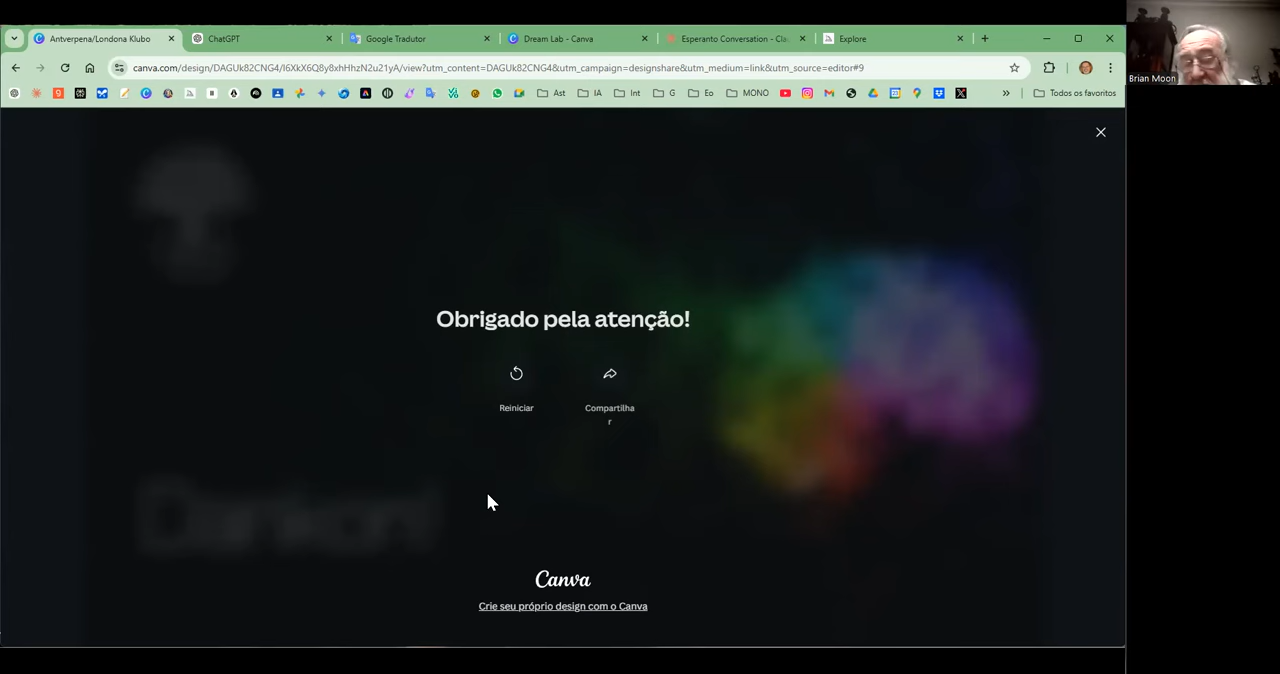 Antverpena/Londona Klubo
ChatGPT
Google Tradutor
Dream Lab - Canva
Esperanto Conversation - Cla
Explore
canva.com/design/DAGUk82CNG4/I6XkX6Q8y8xhHhzN2u21yA/view?utm_content=DAGUk82CNG4&utm_campaign=designshare&utm_medium=link&utm_source=editor#9
Ast
IA
Int
G
Eo
MONO
Todos os favoritos
Brian Moon
Obrigado pela atenção!
Reiniciar
Compartilha
r
Dankon!
Canva
Crie seu próprio design com o Canva